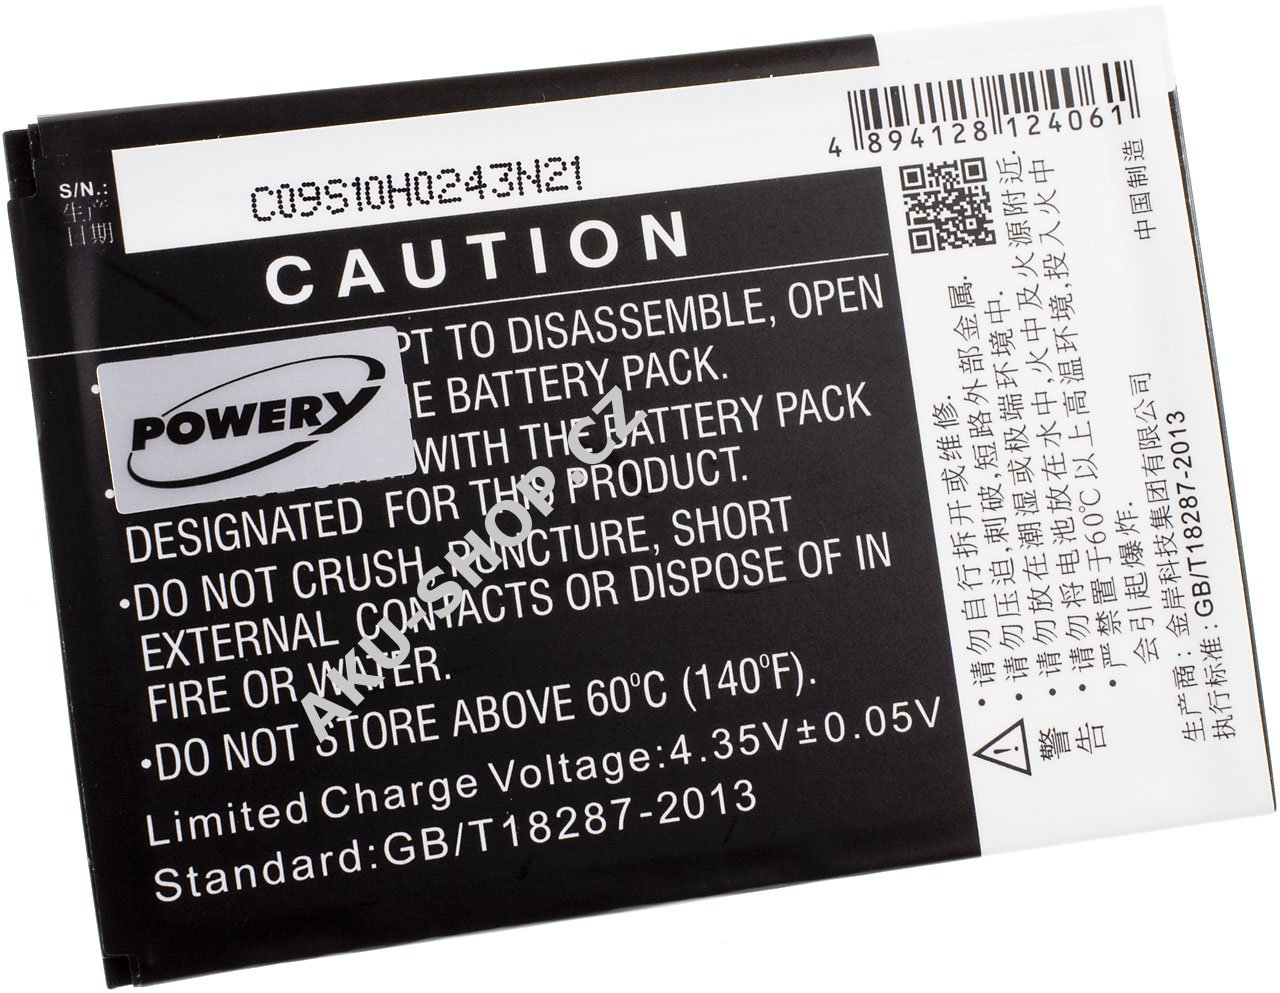 S/N.:
生产
日期
C09S10H0243N21
4 894128 124061
CAUTION
PT TO DISASSEMBLE, OPEN
E BATTERY PACK.
WITH THE BATTERY PACK
DESIGNATED FOR THE PRODUCT.
•DO NOT CRUSH, PUNCTURE, SHORT
EXTERNAL CONTACTS OR DISPOSE OF IN
FIRE OR WATER.
•DO NOT STORE ABOVE 60°C (140°F).
Limited Charge Voltage:4.35V±0.05V
Standard:GB/T18287-2013
POWERY
AKU-SHOP.CZ
警告
•请勿自行拆开或维修.
•请勿压迫,刺破,短路外部金属.
•请勿放在潮湿或极端环境中.
•请勿将电池放在水中,火中及火源附近.
•严禁置于60℃以上高温环境,投入火中
会引起爆炸.
生产商:金岸科技集团有限公司
执行标准:GB/T18287-2013
中国制造